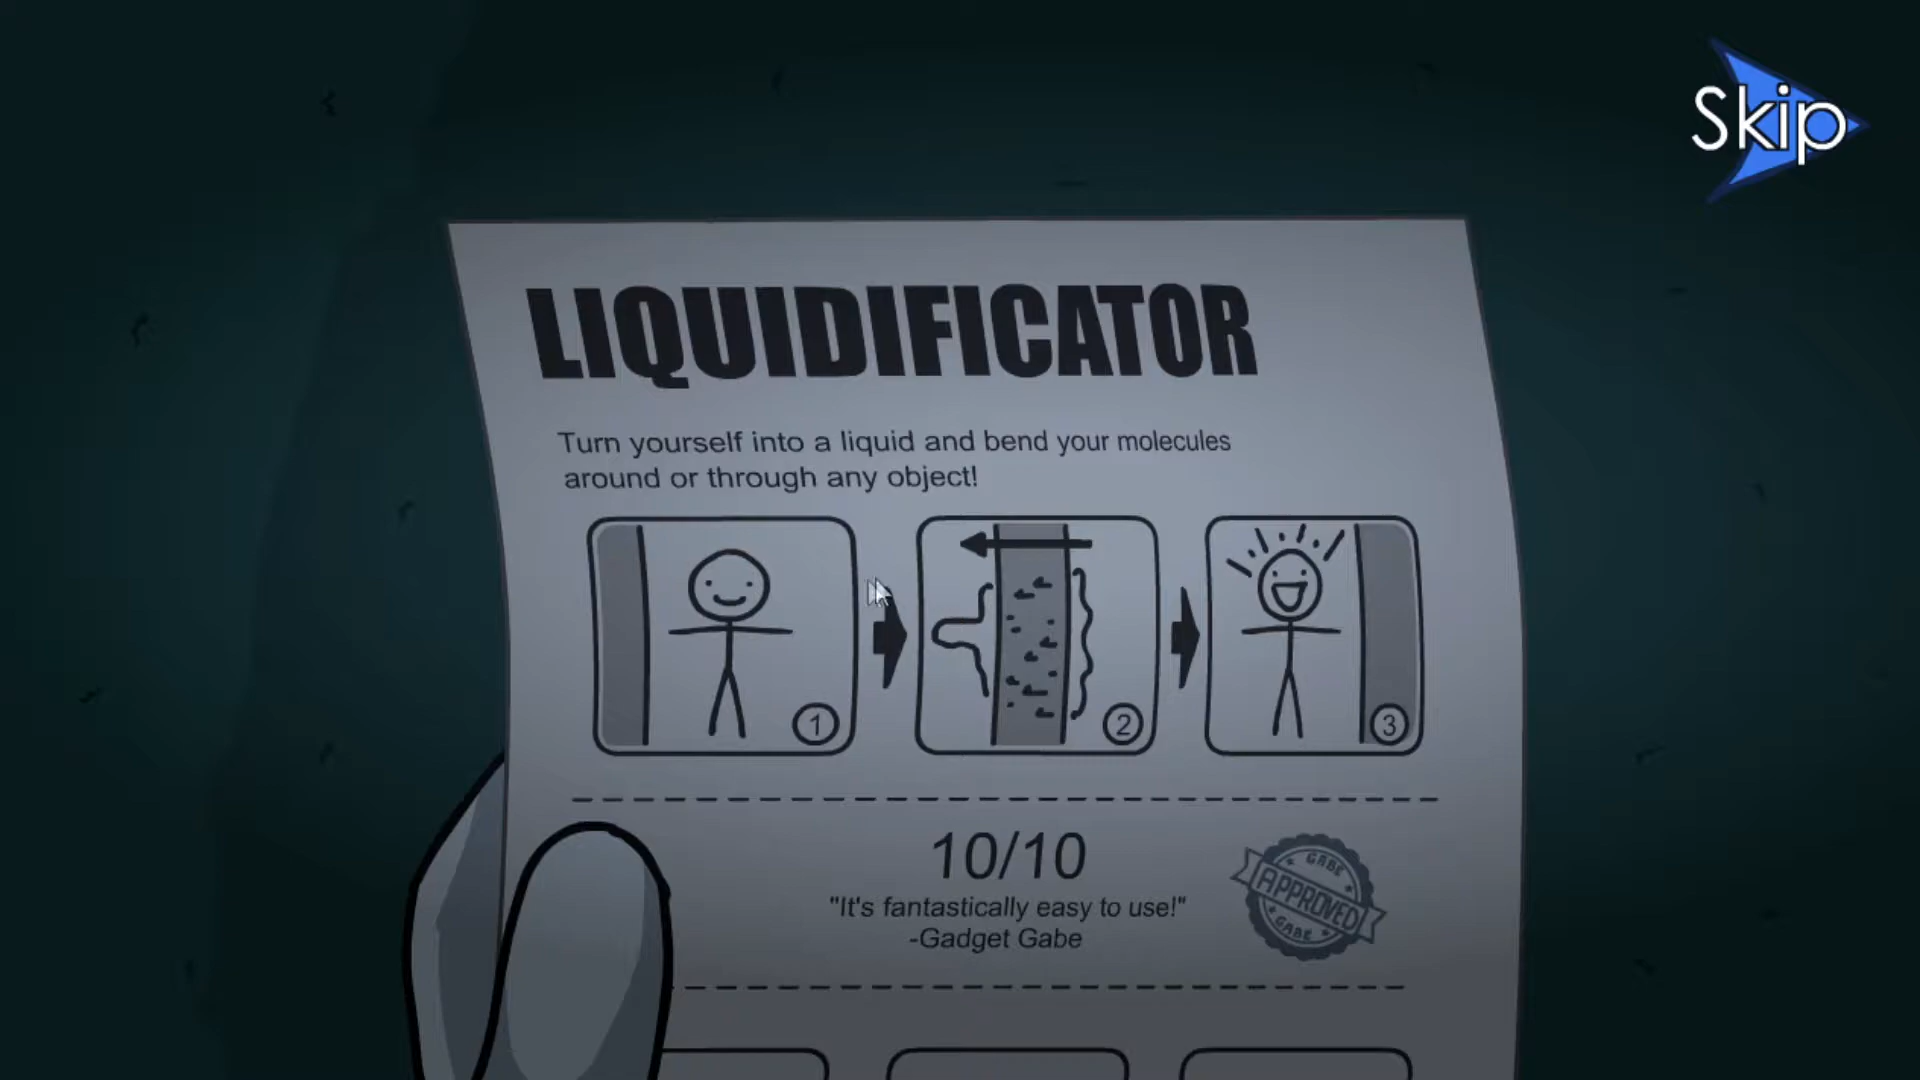 Skip
LIQUIDIFICATOR
Turn yourself into a liquid and bend your molecules
around or through any object!
1
2
3
10/10
"It's fantastically easy to use!"
-Gadget Gabe
GABE
APPROVED
GABE